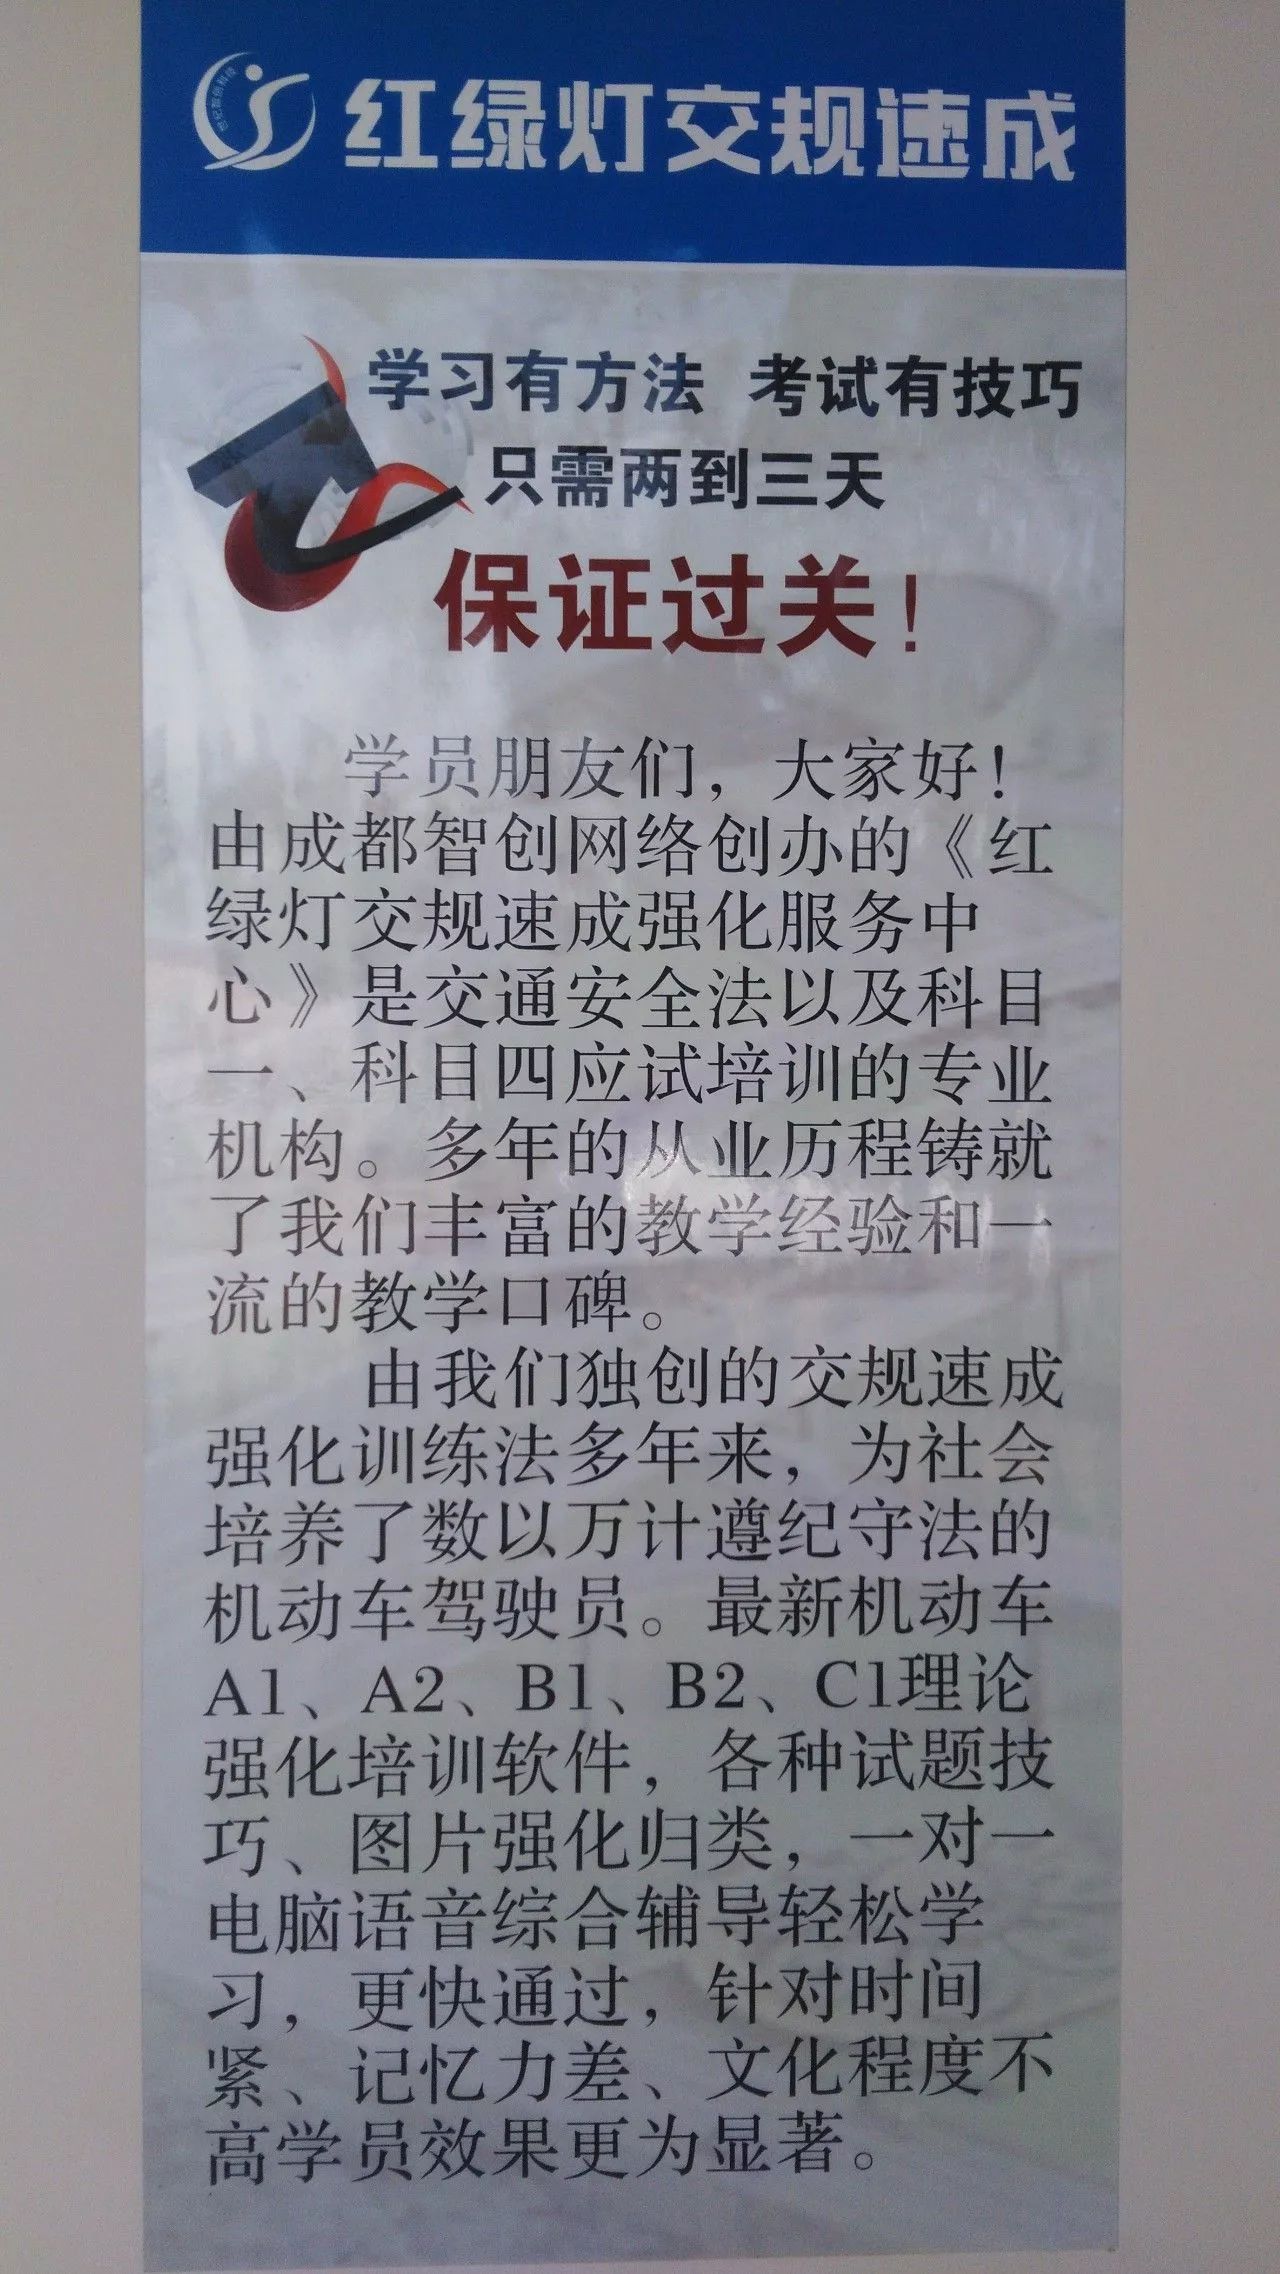 红绿灯交规速成
学习有方法 考试有技巧
只需两到三天
保证过关!
学员朋友们，大家好!
由成都智创网络创办的《红
绿灯交规速成强化服务中
心》是交通安全法以及科目
一、科目四应试培训的专业
机构。多年的从业历程铸就
了我们丰富的教学经验和一
流的教学口碑。
由我们独创的交规速成
强化训练法多年来，为社会
培养了数以万计遵纪守法的
机动车驾驶员。最新机动车
A1、A2、B1、B2、C1理论
强化培训软件，各种试题技
巧、图片强化归类，一对一
电脑语音综合辅导轻松学
习，更快通过，针对时间
紧、记忆力差、文化程度不
高学员效果更为显著。